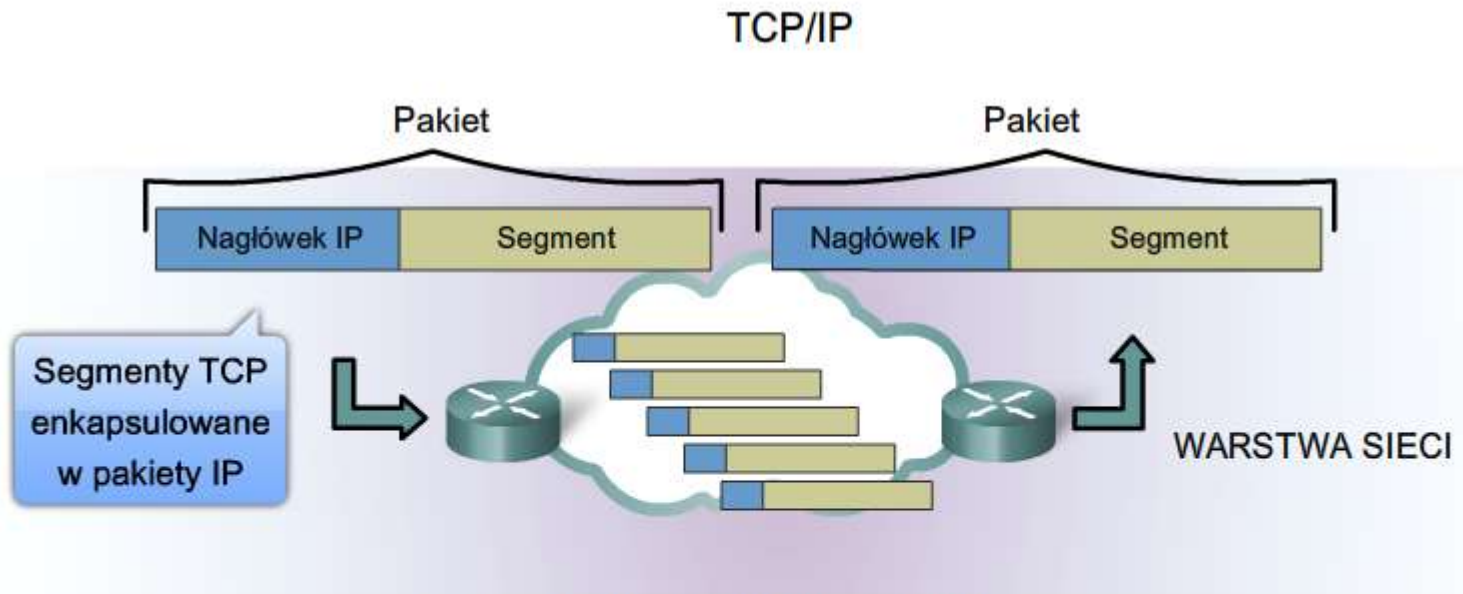 TCP/IP
Pakiet
Pakiet
Nagłówek IP
Segment
Nagłówek IP
Segment
Segmenty TCP
enkapsulowane
w pakiety IP
WARSTWA SIECI